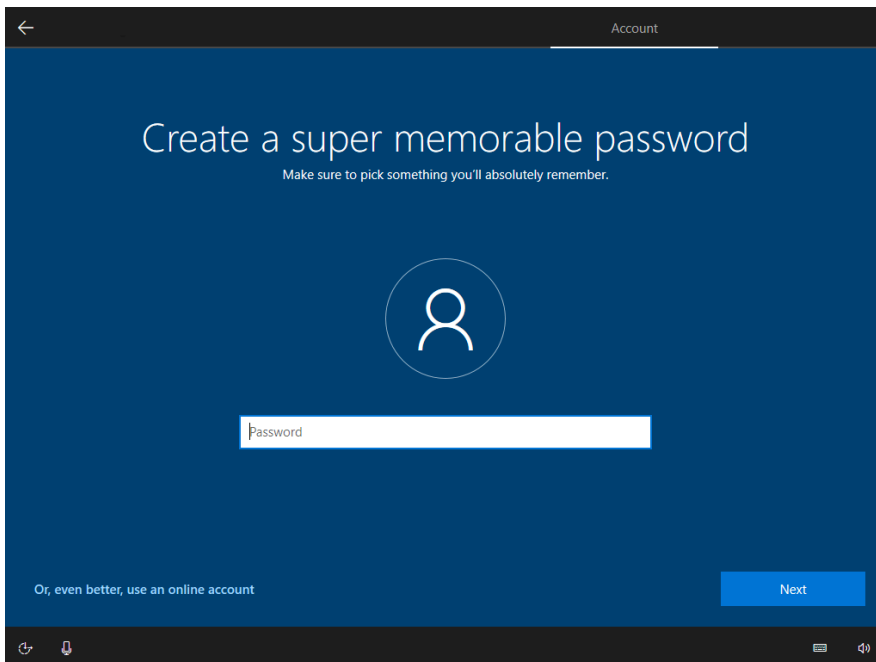 Account
Create a super memorable password
Make sure to pick something you'll absolutely remember.
Password
Or, even better, use an online account
Next